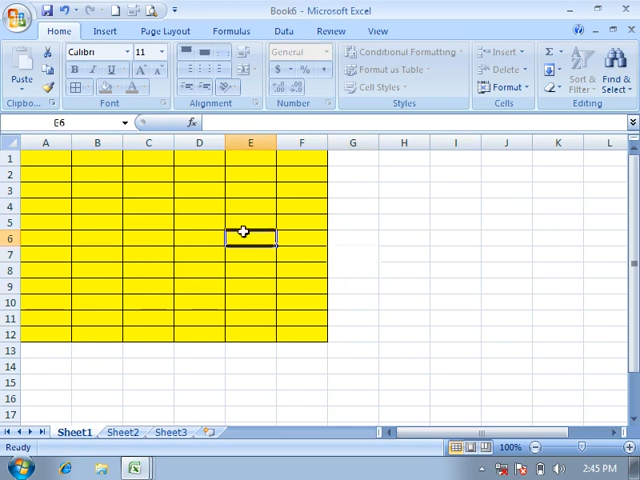 Book6 - Microsoft Excel
Home Insert Page Layout Formulas Data Review View
Paste
Calibri 11
B I U
General
$ % ,
Conditional Formatting
Format as Table
Cell Styles
Insert
Delete
Format
Σ
Sort & Filter
Find & Select
Clipboard Font Alignment Number Styles Cells Editing
E6 fx
A B C D E F G H I J K L
1
2
3
4
5
6
7
8
9
10
11
12
13
14
15
16
17
Sheet1 Sheet2 Sheet3
Ready 100%
2:45 PM